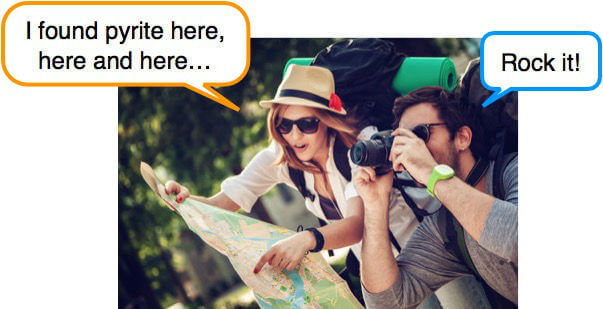 I found pyrite here,
here and here...
Rock it!